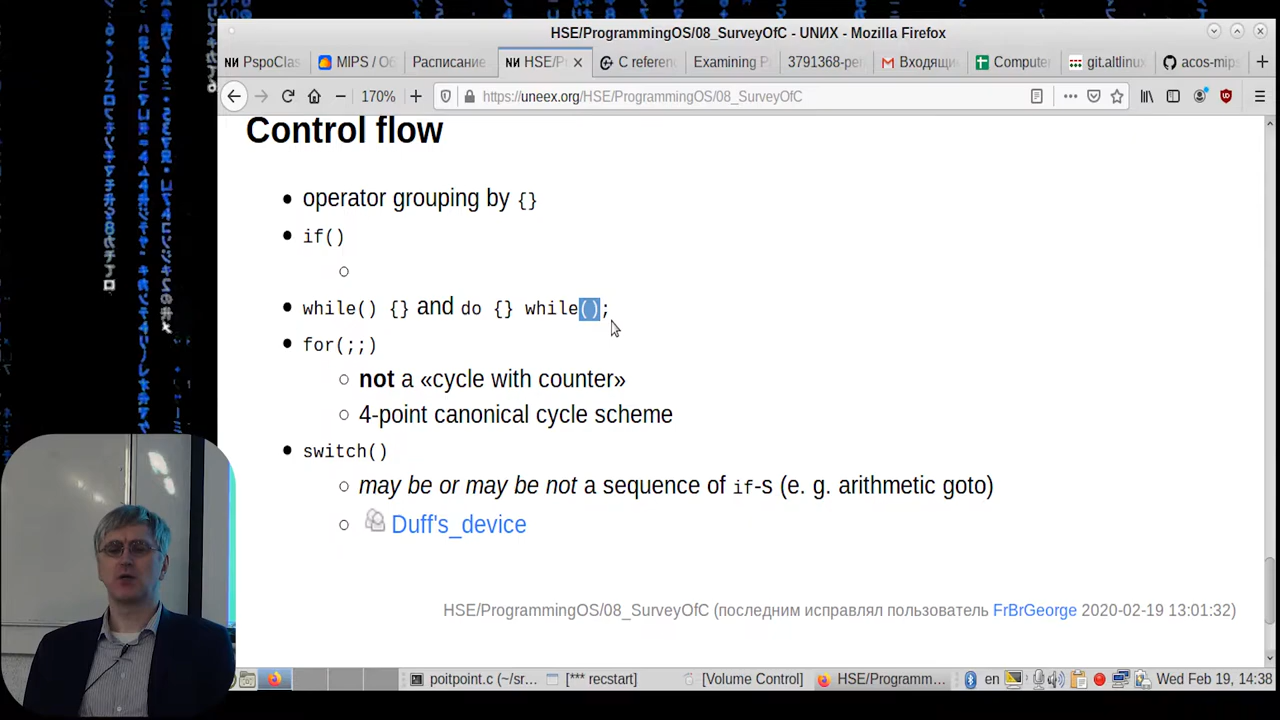 HSE/ProgrammingOS/08_SurveyOfC - UNИX - Mozilla Firefox
ИИ PspoClas
MIPS / Об
Расписание
ИИ HSE/P
C referen
Examining P
3791368-per
Входящи
Computer
git.altlinux
acos-mips
170%
https://uneex.org/HSE/ProgrammingOS/08_SurveyOfC
Control flow
operator grouping by {}
if()
while() {} and do {} while();
for(;;)
not a «cycle with counter»
4-point canonical cycle scheme
switch()
may be or may be not a sequence of if-s (e. g. arithmetic goto)
Duff's_device
HSE/ProgrammingOS/08_SurveyOfC (последним исправлял пользователь FrBrGeorge 2020-02-19 13:01:32)
poitpoint.c (~/sr...
[*** recstart]
[Volume Control]
HSE/Programm...
en
Wed Feb 19, 14:38